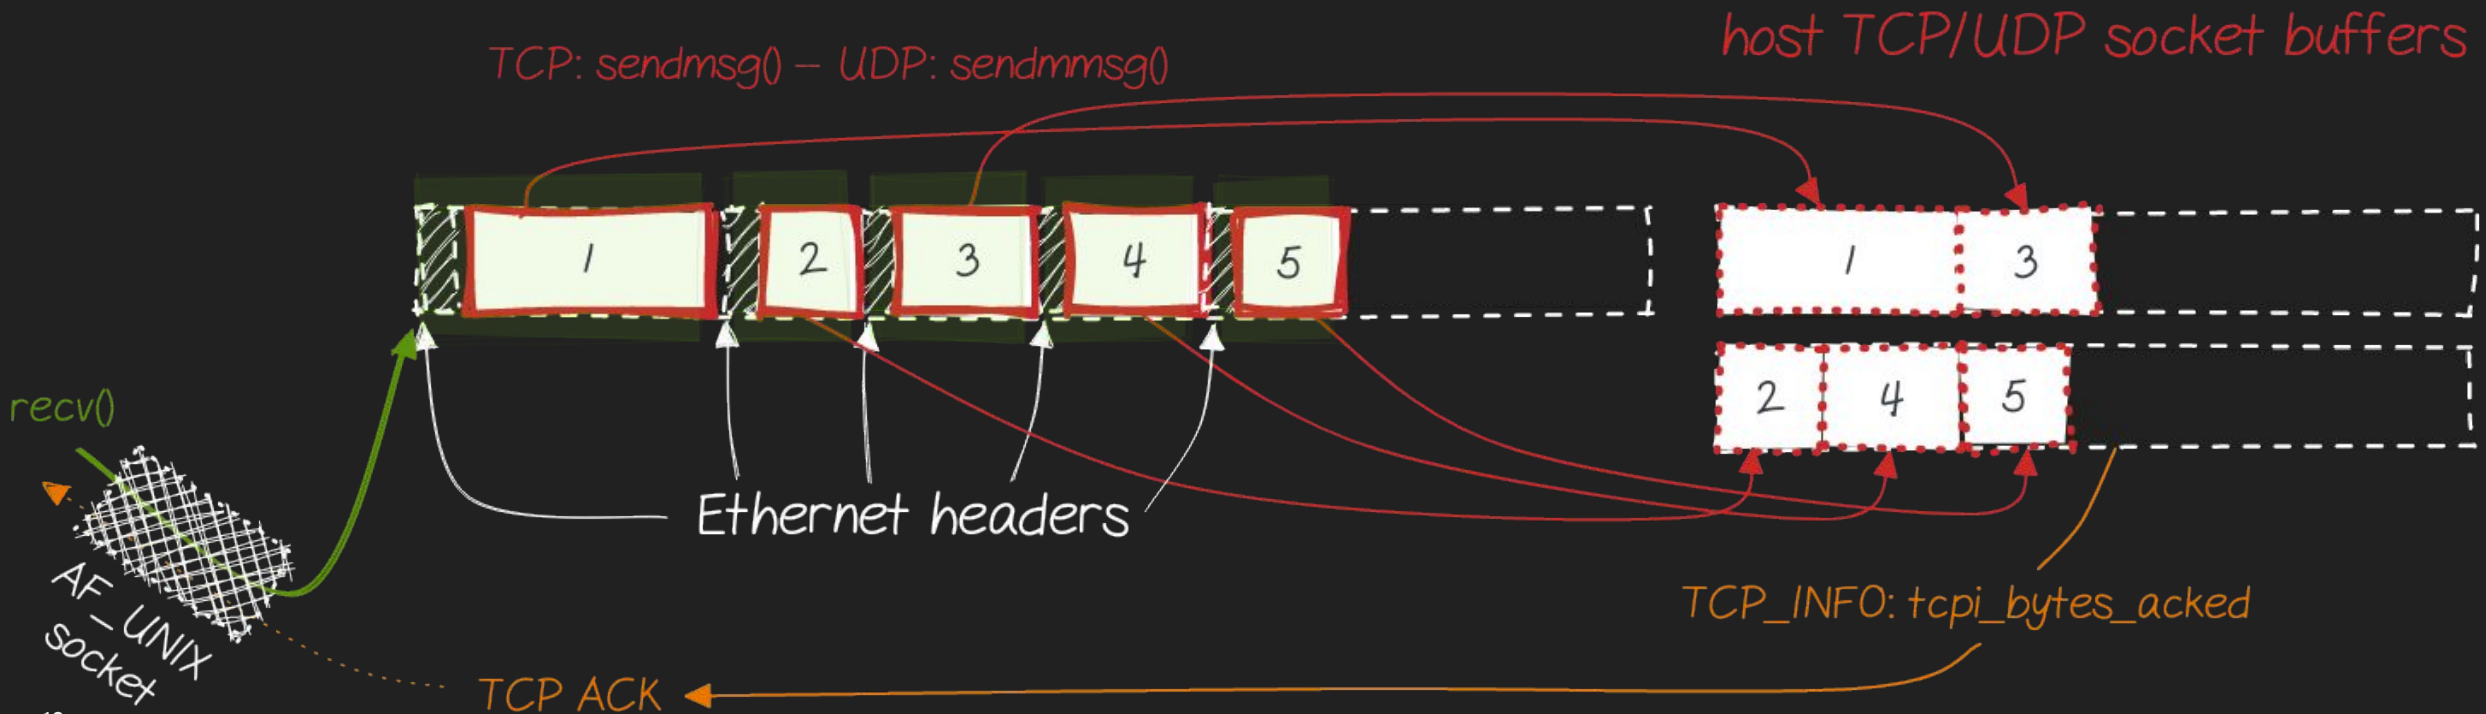 host TCP/UDP socket buffers
TCP: sendmsg() – UDP: sendmmsg()
1 2 3 4 5
1 3
2 4 5
recv()
Ethernet headers
AF_UNIX
socket
TCP_INFO: tcpi_bytes_acked
TCP ACK